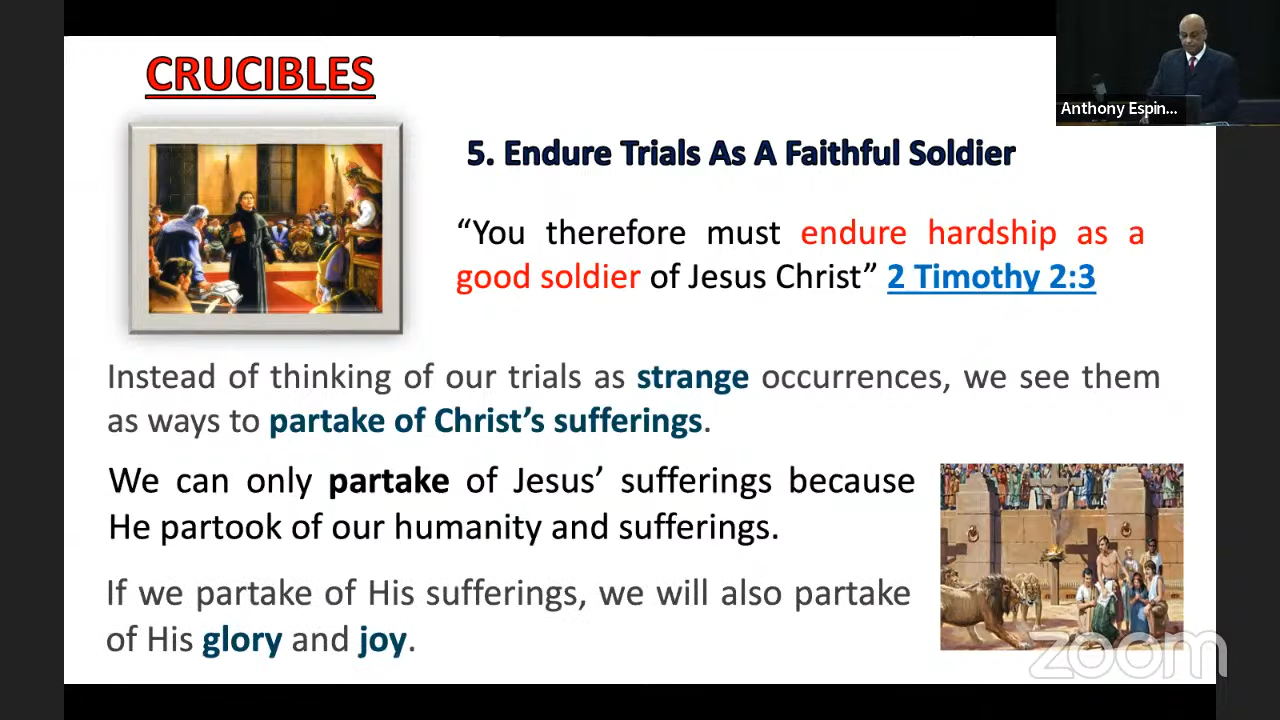 CRUCIBLES
Anthony Espin...
5. Endure Trials As A Faithful Soldier
“You therefore must endure hardship as a
good soldier of Jesus Christ” 2 Timothy 2:3
Instead of thinking of our trials as strange occurrences, we see them
as ways to partake of Christ’s sufferings.
We can only partake of Jesus’ sufferings because
He partook of our humanity and sufferings.
If we partake of His sufferings, we will also partake
of His glory and joy.
zoom